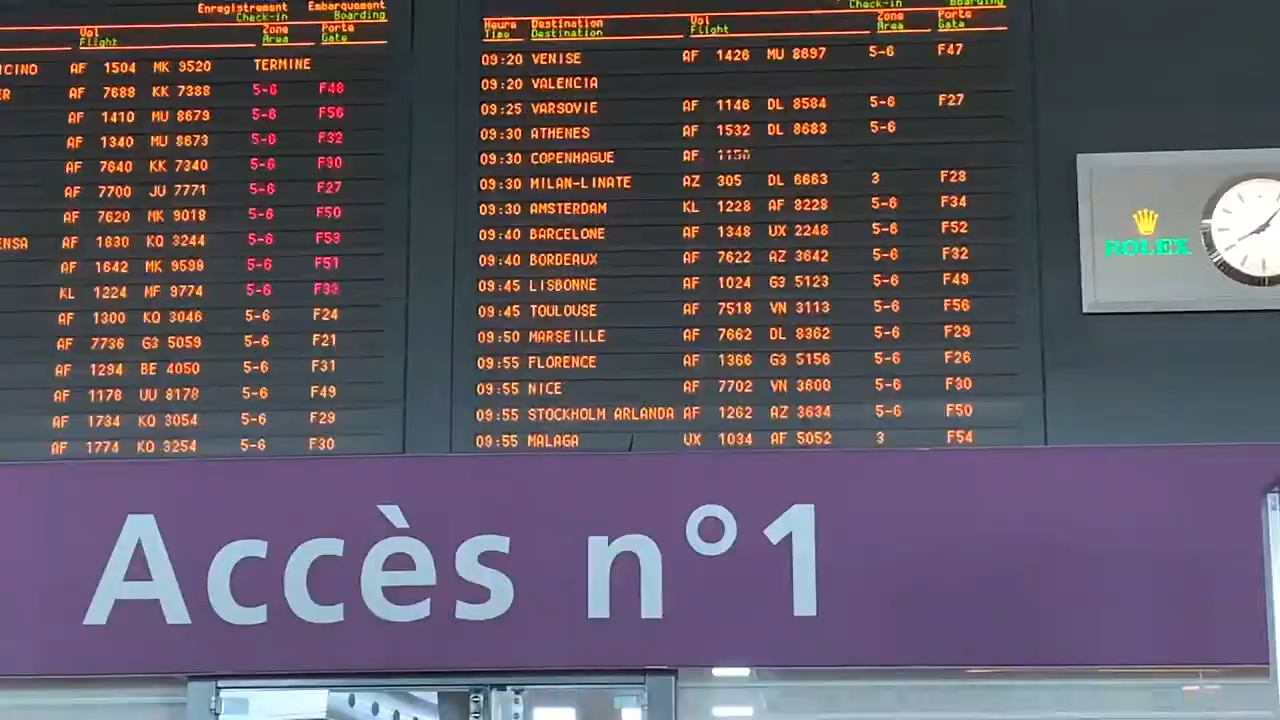 Enregistrement Embarquement
Check-in Boarding
Vol Zone Porte
Flight Area Gate
ICINO AF 1504 MK 9520 TERMINE
ER AF 7688 KK 7388 5-6 F48
AF 1410 MU 8679 5-6 F56
AF 1340 MU 8673 5-6 F32
AF 7640 KK 7340 5-6 F30
AF 7700 JU 7771 5-6 F27
AF 7620 MK 9018 5-6 F50
ENSA AF 1830 KQ 3244 5-6 F53
AF 1642 MK 9599 5-6 F51
KL 1224 MF 9774 5-6 F33
AF 1300 KQ 3046 5-6 F24
AF 7736 G3 5059 5-6 F21
AF 1294 BE 4050 5-6 F31
AF 1178 UU 8178 5-6 F49
AF 1734 KQ 3054 5-6 F29
AF 1774 KQ 3254 5-6 F30
Check-in Boarding
Heure Destination Vol Zone Porte
Time Destination Flight Area Gate
09:20 VENISE AF 1426 MU 8697 5-6 F47
09:20 VALENCIA
09:25 VARSOVIE AF 1146 DL 8584 5-6 F27
09:30 ATHENES AF 1532 DL 8683 5-6
09:30 COPENHAGUE AF
09:30 MILAN-LINATE AZ 305 DL 6663 3 F28
09:30 AMSTERDAM KL 1228 AF 8228 5-6 F34
09:40 BARCELONE AF 1348 UX 2248 5-6 F52
09:40 BORDEAUX AF 7622 AZ 3642 5-6 F32
09:45 LISBONNE AF 1024 G3 5123 5-6 F49
09:45 TOULOUSE AF 7518 VN 3113 5-6 F56
09:50 MARSEILLE AF 7662 DL 8362 5-6 F29
09:55 FLORENCE AF 1366 G3 5156 5-6 F26
09:55 NICE AF 7702 VN 3600 5-6 F30
09:55 STOCKHOLM ARLANDA AF 1262 AZ 3634 5-6 F50
09:55 MALAGA UX 1034 AF 5052 3 F54
ROLEX
Accès n°1